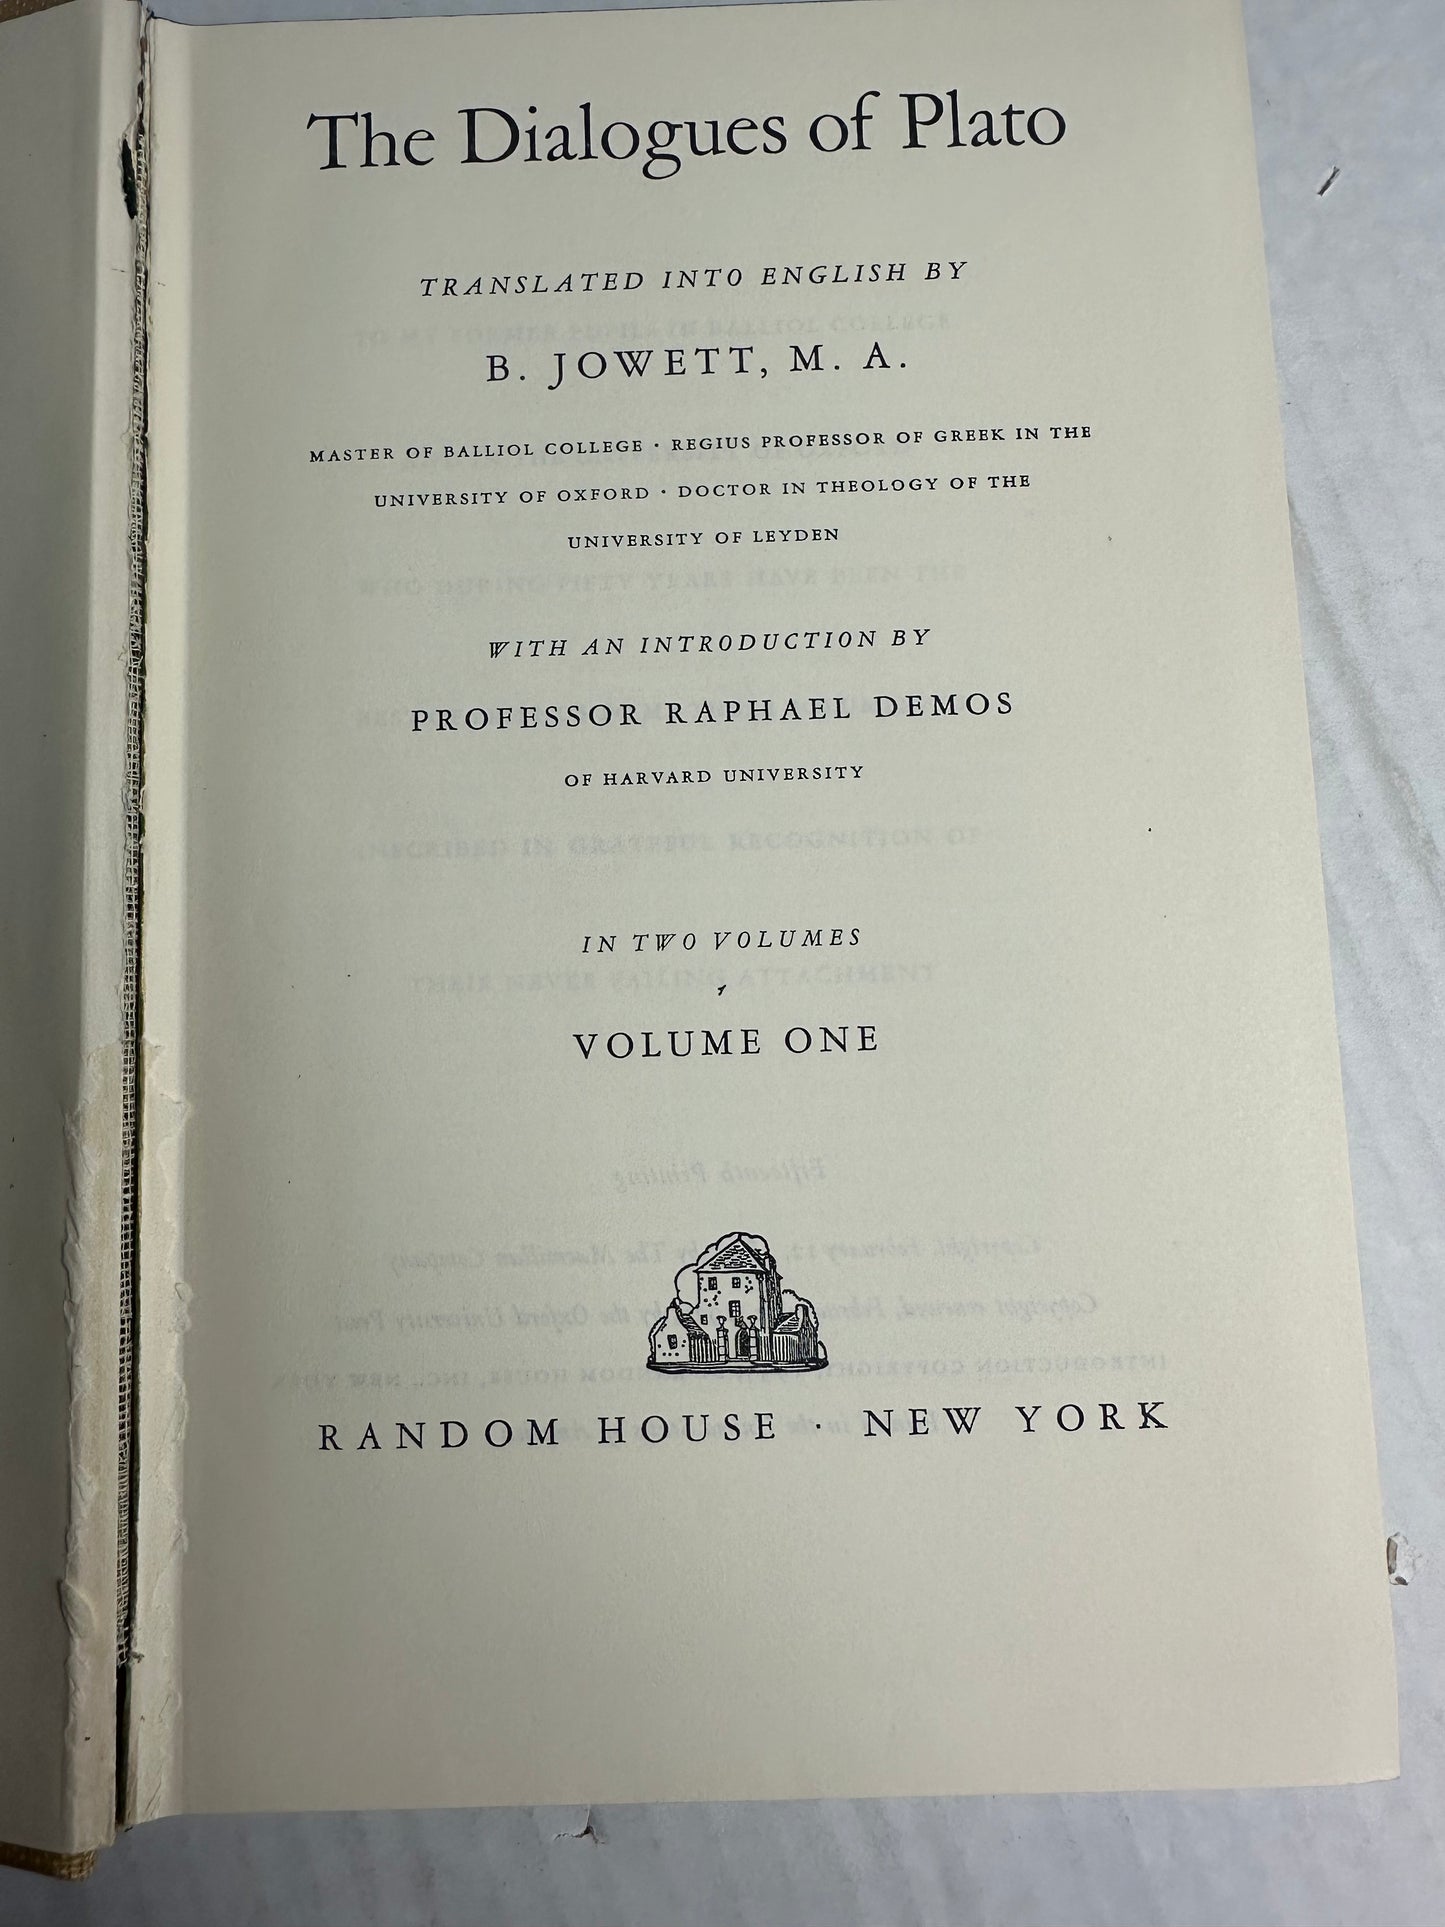 The Dialogues of Plato
TRANSLATED INTO ENGLISH BY
B. JOWETT, M. A.
MASTER OF BALLIOL COLLEGE · REGIUS PROFESSOR OF GREEK IN THE
UNIVERSITY OF OXFORD · DOCTOR IN THEOLOGY OF THE
UNIVERSITY OF LEYDEN
WITH AN INTRODUCTION BY
PROFESSOR RAPHAEL DEMOS
OF HARVARD UNIVERSITY
IN TWO VOLUMES
VOLUME ONE
RANDOM HOUSE · NEW YORK